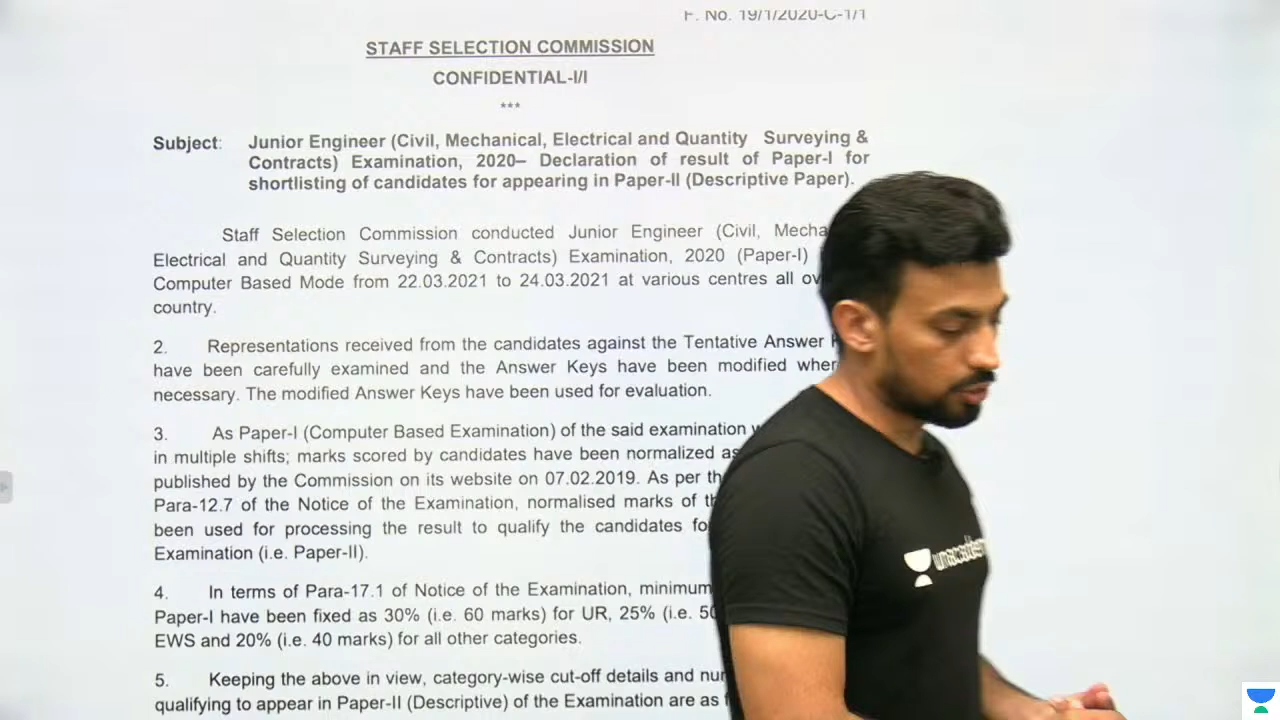 F. No. 19/1/2020-C-1/1
STAFF SELECTION COMMISSION
CONFIDENTIAL-I/I
***
Subject: Junior Engineer (Civil, Mechanical, Electrical and Quantity Surveying &
Contracts) Examination, 2020– Declaration of result of Paper-I for
shortlisting of candidates for appearing in Paper-II (Descriptive Paper).
Staff Selection Commission conducted Junior Engineer (Civil,
Electrical and Quantity Surveying & Contracts) Examination, 2020 (Paper-I)
Computer Based Mode from 22.03.2021 to 24.03.2021 at various centres all
country.
2. Representations received from the candidates against the Tentative Answer
have been carefully examined and the Answer Keys have been modified
necessary. The modified Answer Keys have been used for evaluation.
3. As Paper-I (Computer Based Examination) of the said examination
in multiple shifts; marks scored by candidates have been normalized as
published by the Commission on its website on 07.02.2019. As per
Para-12.7 of the Notice of the Examination, normalised marks of
been used for processing the result to qualify the candidates
Examination (i.e. Paper-II).
4. In terms of Para-17.1 of Notice of the Examination, minimum
Paper-I have been fixed as 30% (i.e. 60 marks) for UR, 25% (i.e. 50
EWS and 20% (i.e. 40 marks) for all other categories.
5. Keeping the above in view, category-wise cut-off details and
qualifying to appear in Paper-II (Descriptive) of the Examination are as
unacademy